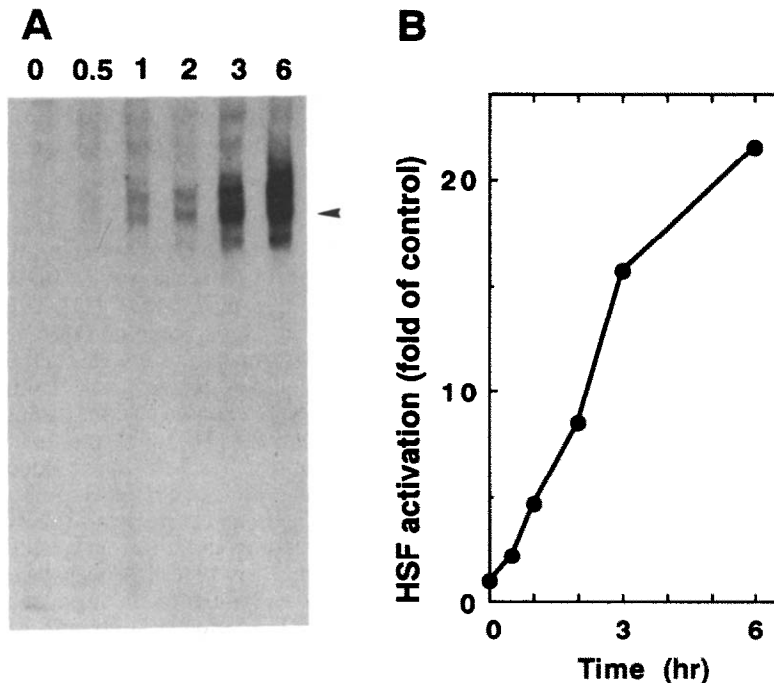 A
0 0.5 1 2 3 6
B
HSF activation (fold of control)
20
10
0
0 3 6
Time (hr)